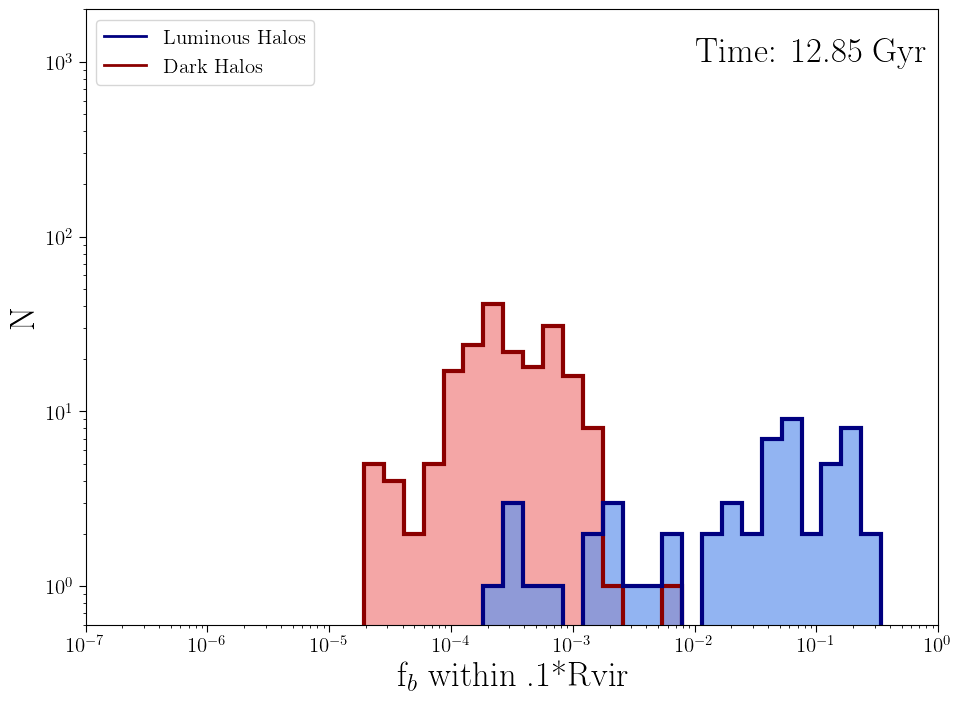 Luminous Halos
Dark Halos
Time: 12.85 Gyr
10³
10²
10¹
10⁰
N
10⁻⁷ 10⁻⁶ 10⁻⁵ 10⁻⁴ 10⁻³ 10⁻² 10⁻¹ 10⁰
f_b within .1*Rvir